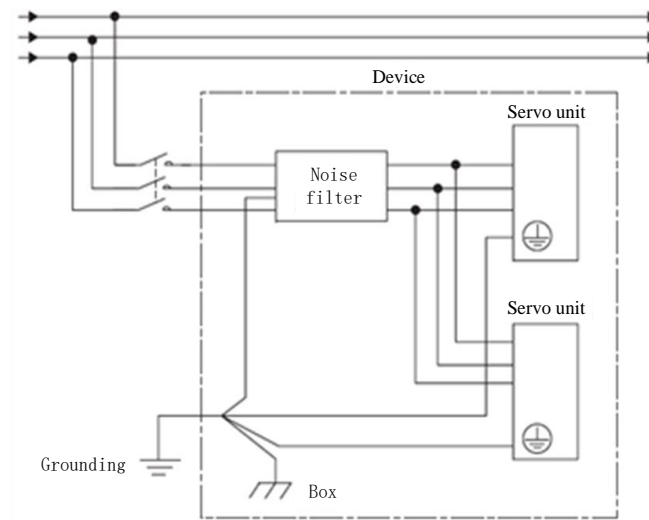 Device
Servo unit
Noise
filter
Servo unit
Grounding
Box